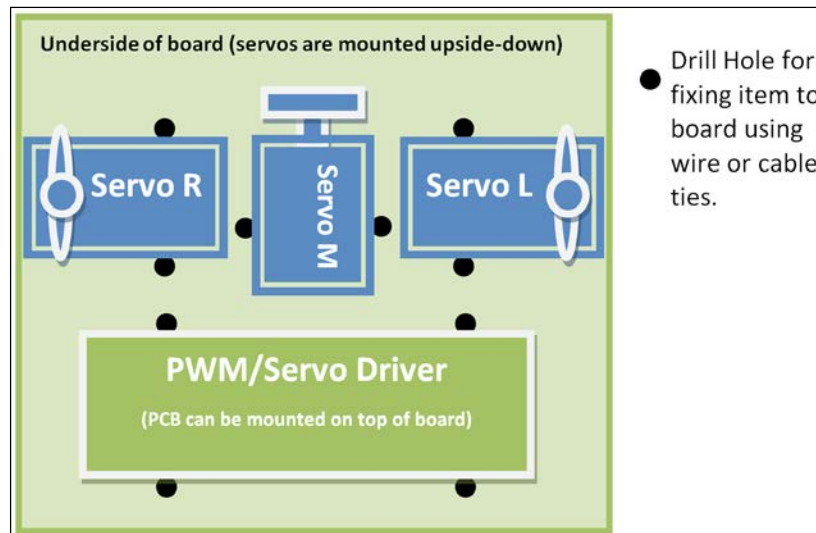 Underside of board (servos are mounted upside-down)
Servo R
Servo M
Servo L
PWM/Servo Driver
(PCB can be mounted on top of board)
Drill Hole for
fixing item to
board using
wire or cable
ties.